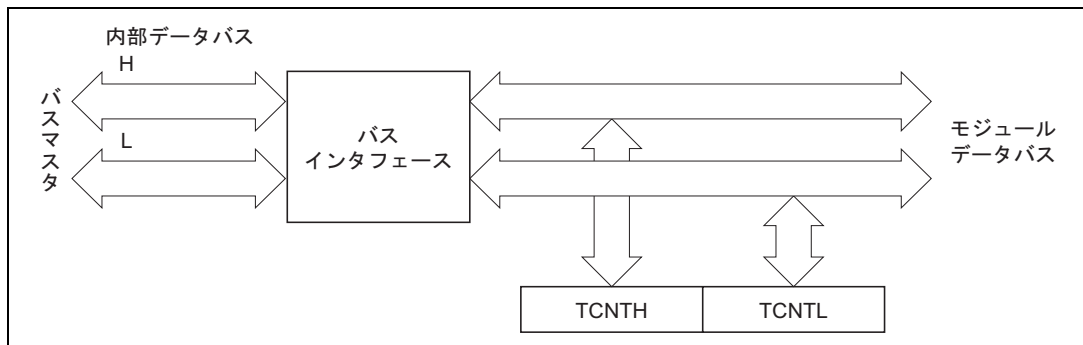 内部データバス
H
バスマスタ
L
バス
インタフェース
モジュール
データバス
TCNTH
TCNTL